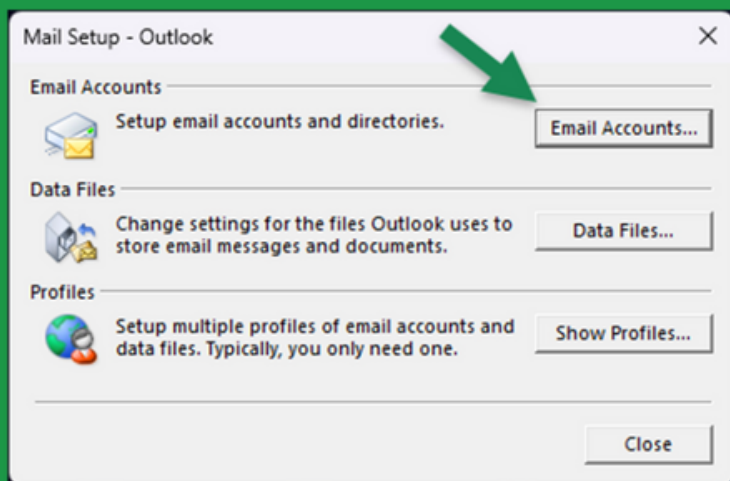 Mail Setup - Outlook
Email Accounts
Setup email accounts and directories.
Email Accounts...
Data Files
Change settings for the files Outlook uses to
store email messages and documents.
Data Files...
Profiles
Setup multiple profiles of email accounts and
data files. Typically, you only need one.
Show Profiles...
Close